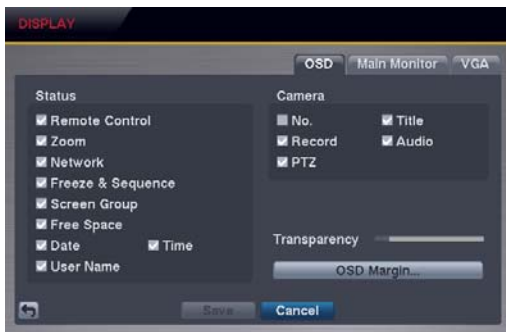 DISPLAY
OSD Main Monitor VGA
Status
Remote Control
Zoom
Network
Freeze & Sequence
Screen Group
Free Space
Date Time
User Name
Camera
No. Title
Record Audio
PTZ
Transparency
OSD Margin...
Save Cancel